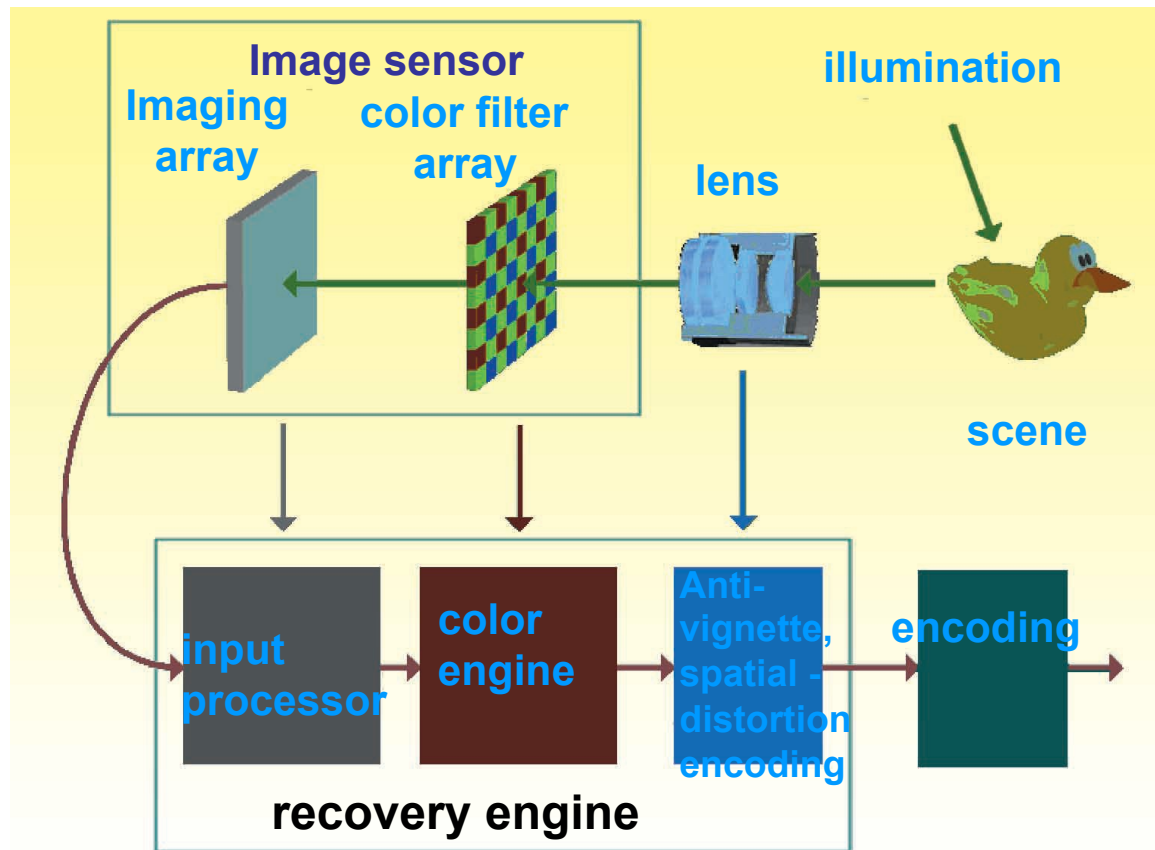 Image sensor
illumination
Imaging
array
color filter
array
lens
scene
input
processor
color
engine
Anti-
vignette,
spatial -
distortion
encoding
encoding
recovery engine